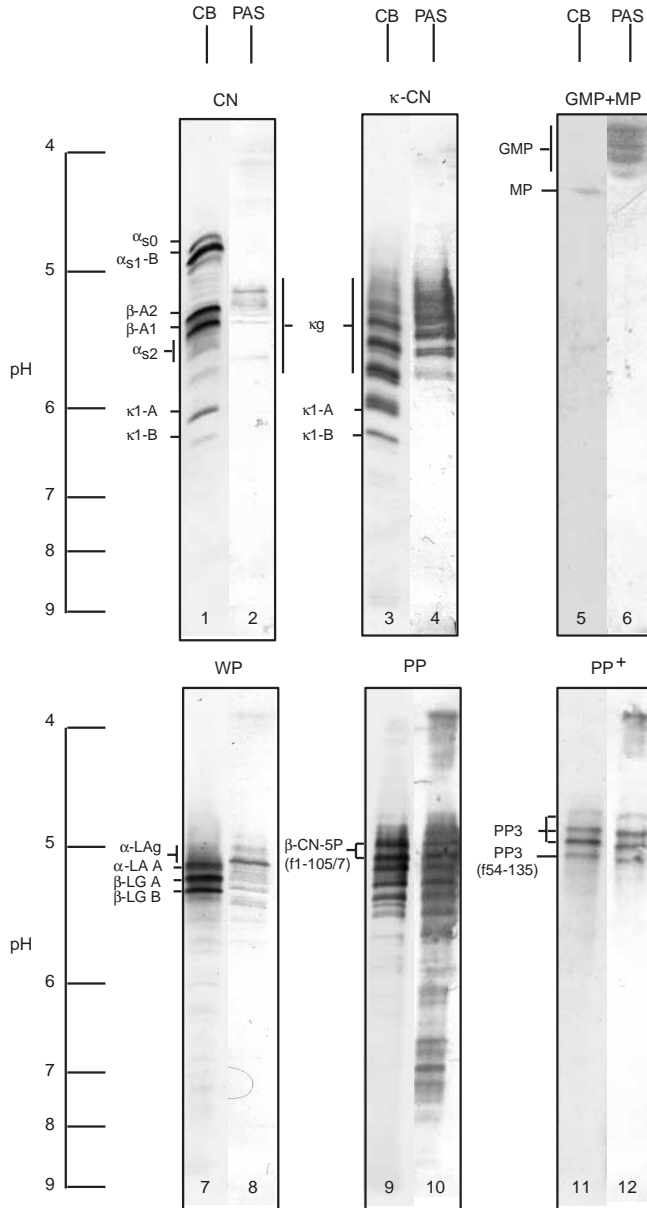 CB PAS CB PAS CB PAS
CN κ-CN GMP+MP
4
5
6
7
8
9
pH
αs0
αs1-B
β-A2
β-A1
αs2
κ1-A
κ1-B
κg
κ1-A
κ1-B
GMP
MP
1 2 3 4 5 6
WP PP PP+
4
5
6
7
8
9
pH
α-LAg
α-LA A
β-LG A
β-LG B
β-CN-5P
(f1-105/7)
PP3
PP3
(f54-135)
7 8 9 10 11 12